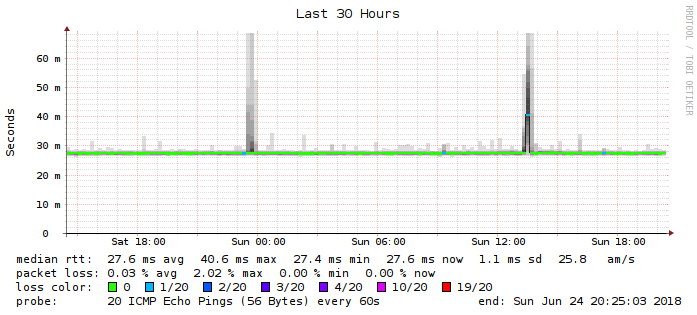 Last 30 Hours
RRDTOOL / TOBI OETIKER
Seconds
60 m
50 m
40 m
30 m
20 m
10 m
0
Sat 18:00 Sun 00:00 Sun 06:00 Sun 12:00 Sun 18:00
median rtt: 27.6 ms avg 40.6 ms max 27.4 ms min 27.6 ms now 1.1 ms sd 25.8 am/s
packet loss: 0.03 % avg 2.02 % max 0.00 % min 0.00 % now
loss color: 0 1/20 2/20 3/20 4/20 10/20 19/20
probe: 20 ICMP Echo Pings (56 Bytes) every 60s end: Sun Jun 24 20:25:03 2018